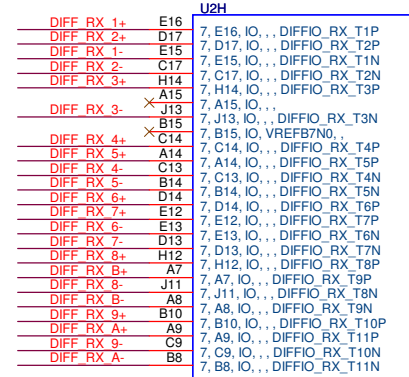 U2H
DIFF_RX_1+ E16 7, E16, IO, , , DIFFIO_RX_T1P
DIFF_RX_2+ D17 7, D17, IO, , , DIFFIO_RX_T2P
DIFF_RX_1- E15 7, E15, IO, , , DIFFIO_RX_T1N
DIFF_RX_2- C17 7, C17, IO, , , DIFFIO_RX_T2N
DIFF_RX_3+ H14 7, H14, IO, , , DIFFIO_RX_T3P
A15 7, A15, IO, , ,
DIFF_RX_3- J13 7, J13, IO, , , DIFFIO_RX_T3N
B15 7, B15, IO, VREFB7N0, ,
DIFF_RX_4+ C14 7, C14, IO, , , DIFFIO_RX_T4P
DIFF_RX_5+ A14 7, A14, IO, , , DIFFIO_RX_T5P
DIFF_RX_4- C13 7, C13, IO, , , DIFFIO_RX_T4N
DIFF_RX_5- B14 7, B14, IO, , , DIFFIO_RX_T5N
DIFF_RX_6+ D14 7, D14, IO, , , DIFFIO_RX_T6P
DIFF_RX_7+ E12 7, E12, IO, , , DIFFIO_RX_T7P
DIFF_RX_6- E13 7, E13, IO, , , DIFFIO_RX_T6N
DIFF_RX_7- D13 7, D13, IO, , , DIFFIO_RX_T7N
DIFF_RX_8+ H12 7, H12, IO, , , DIFFIO_RX_T8P
DIFF_RX_B+ A7 7, A7, IO, , , DIFFIO_RX_T9P
DIFF_RX_8- J11 7, J11, IO, , , DIFFIO_RX_T8N
DIFF_RX_B- A8 7, A8, IO, , , DIFFIO_RX_T9N
DIFF_RX_9+ B10 7, B10, IO, , , DIFFIO_RX_T10P
DIFF_RX_A+ A9 7, A9, IO, , , DIFFIO_RX_T11P
DIFF_RX_9- C9 7, C9, IO, , , DIFFIO_RX_T10N
DIFF_RX_A- B8 7, B8, IO, , , DIFFIO_RX_T11N